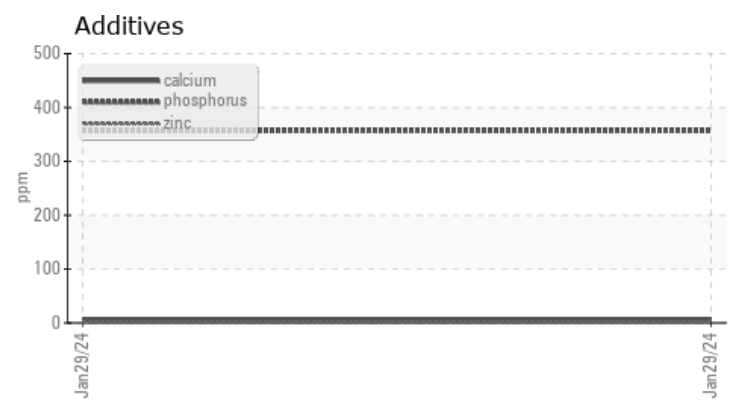 Additives
500
400
300
200
100
0
ppm
calcium
phosphorus
zinc
Jan29/24
Jan29/24